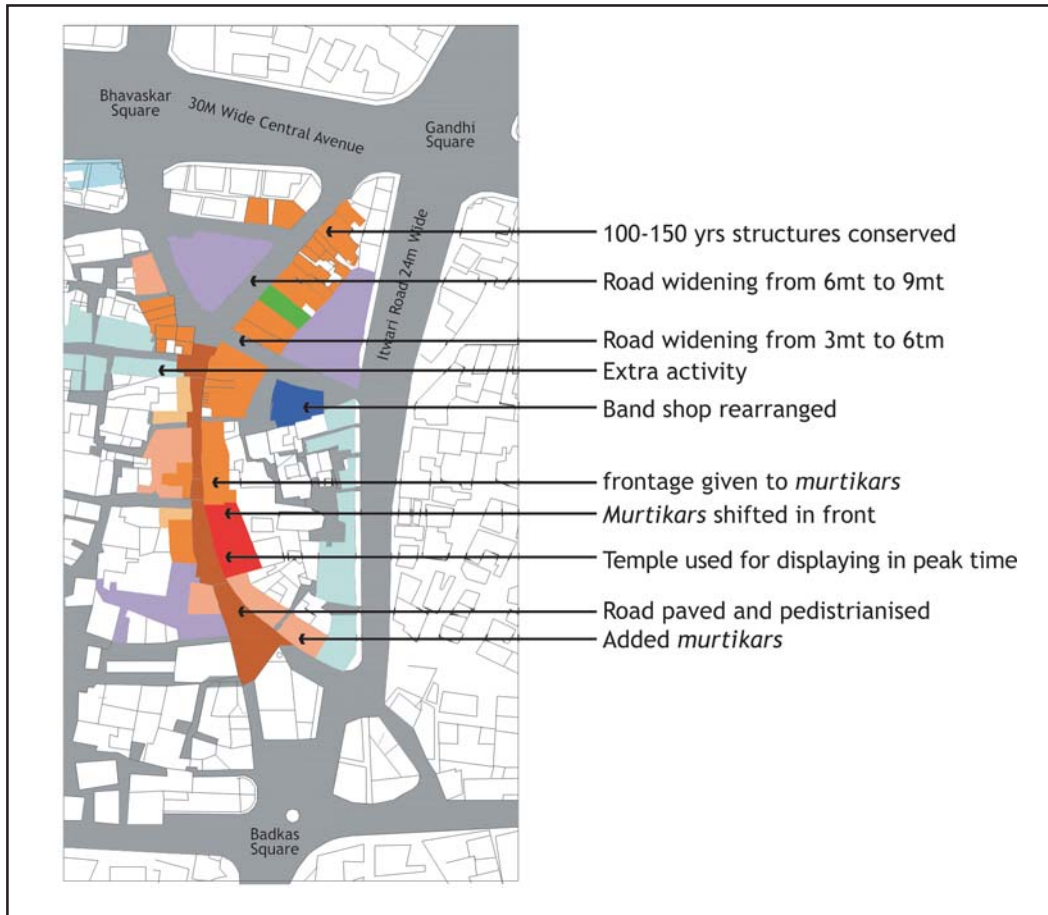 Bhavaskar
Square
30M Wide Central Avenue
Gandhi
Square
Itwari Road 24m Wide
100-150 yrs structures conserved
Road widening from 6mt to 9mt
Road widening from 3mt to 6tm
Extra activity
Band shop rearranged
frontage given to murtikars
Murtikars shifted in front
Temple used for displaying in peak time
Road paved and pedistrianised
Added murtikars
Badkas
Square